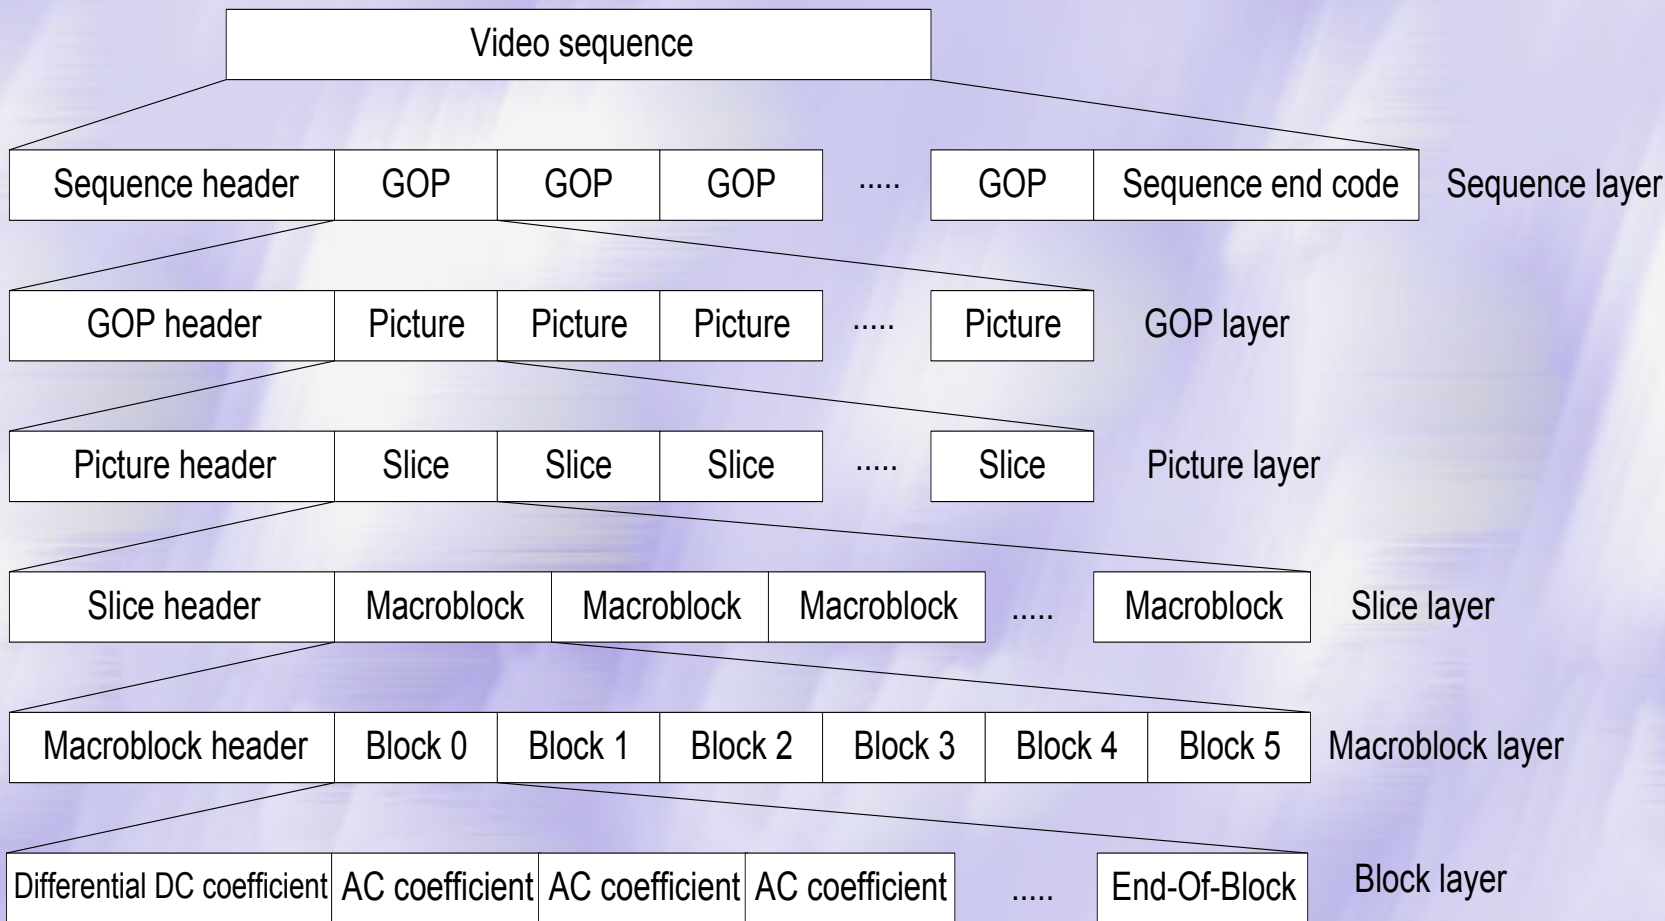 Video sequence
Sequence header GOP GOP GOP ..... GOP Sequence end code Sequence layer
GOP header Picture Picture Picture ..... Picture GOP layer
Picture header Slice Slice Slice ..... Slice Picture layer
Slice header Macroblock Macroblock Macroblock ..... Macroblock Slice layer
Macroblock header Block 0 Block 1 Block 2 Block 3 Block 4 Block 5 Macroblock layer
Differential DC coefficient AC coefficient AC coefficient AC coefficient ..... End-Of-Block Block layer